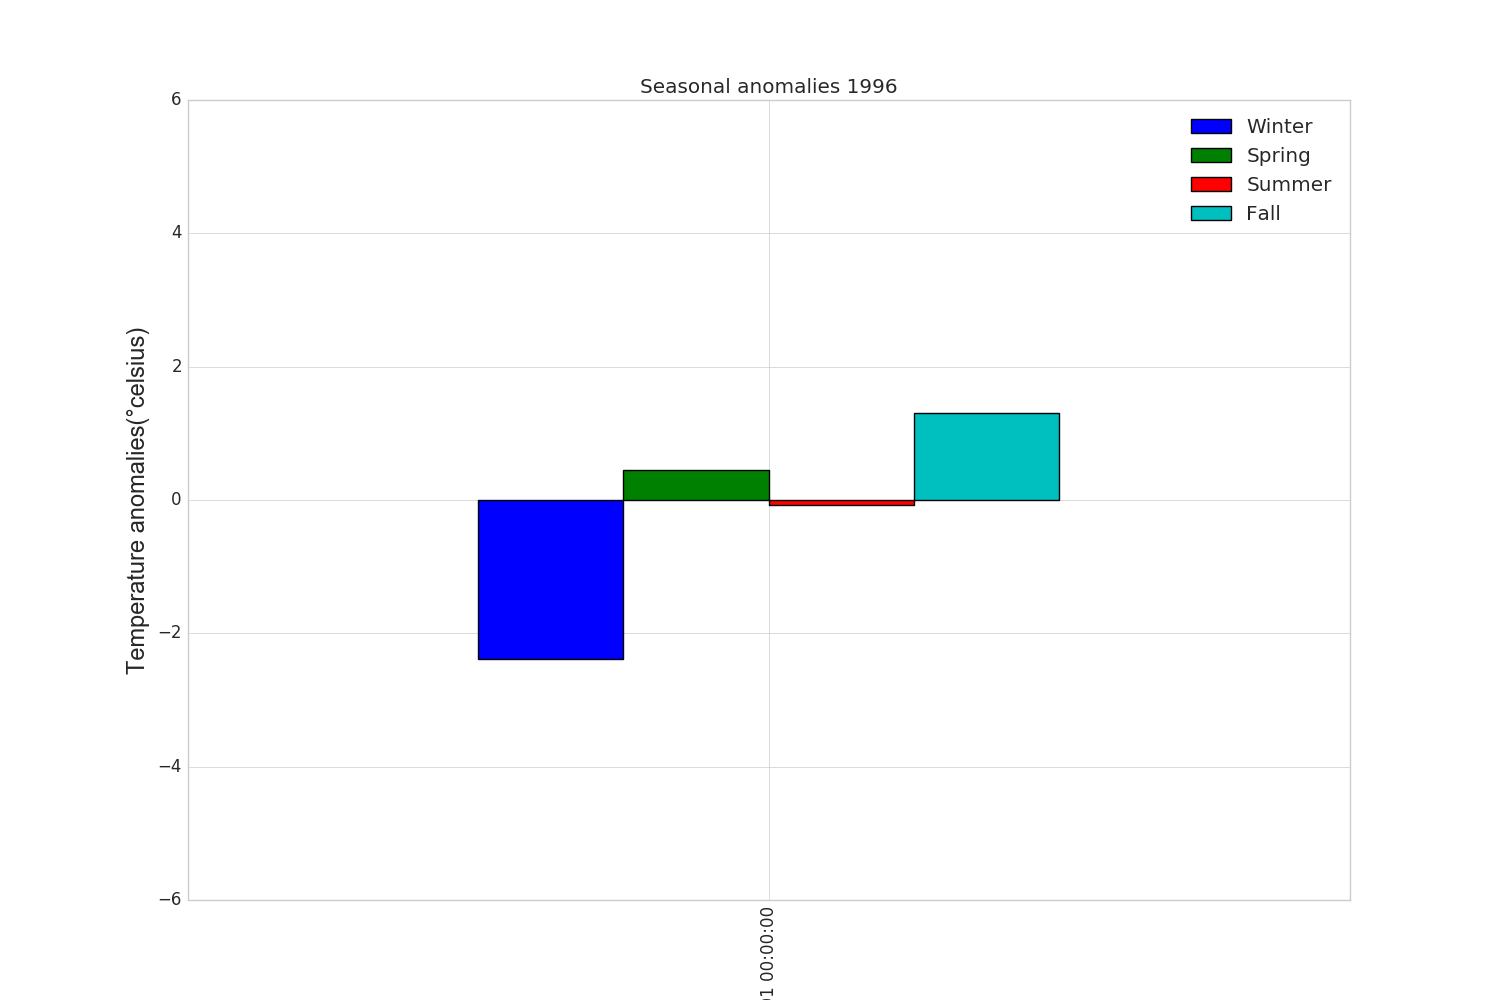 Seasonal anomalies 1996
Winter
Spring
Summer
Fall
Temperature anomalies(°celsius)
6
4
2
0
−2
−4
−6
00:00:00